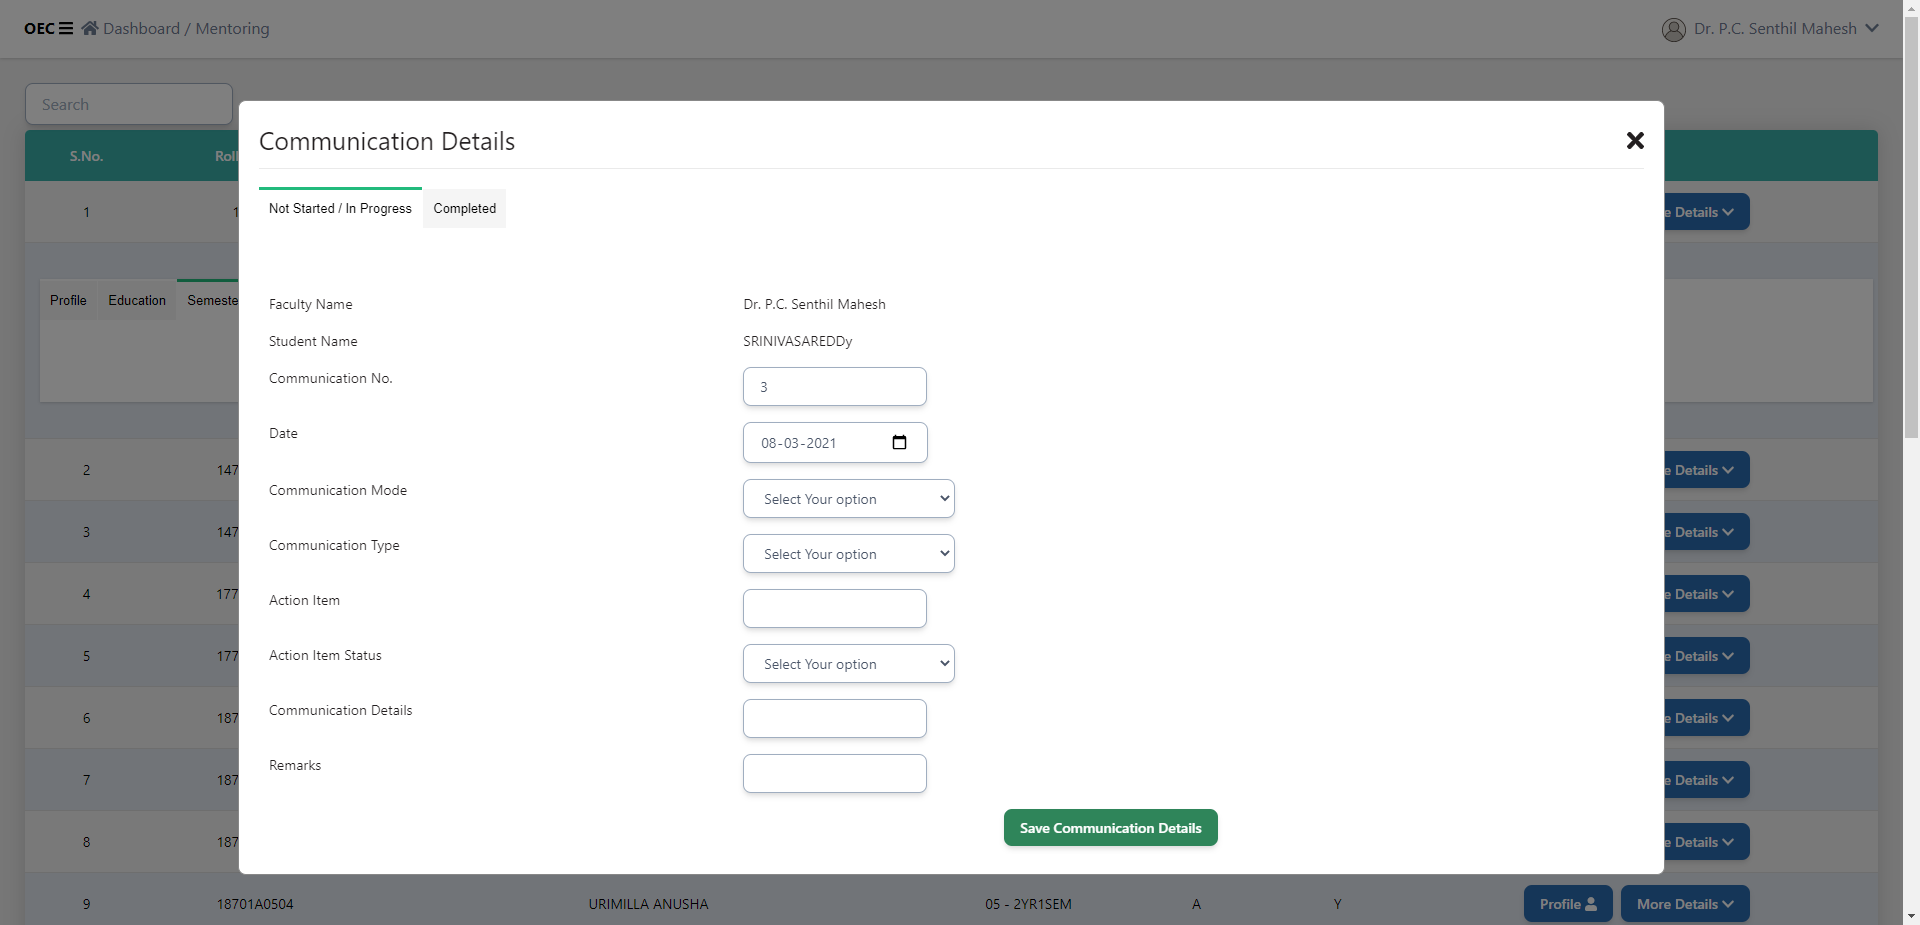 OEC Dashboard / Mentoring Dr. P.C. Senthil Mahesh
Search
Communication Details
S.No. Roll
Not Started / In Progress Completed
1 1 Details
Profile Education Semeste
Faculty Name Dr. P.C. Senthil Mahesh
Student Name SRINIVASAREDDy
Communication No. 3
Date 08-03-2021
2 147 e Details
Communication Mode Select Your option
3 147 e Details
Communication Type Select Your option
4 177 e Details
Action Item
5 177 e Details
Action Item Status Select Your option
6 187 e Details
Communication Details
Remarks
7 187 e Details
Save Communication Details
8 187 e Details
9 18701A0504 URIMILLA ANUSHA 05 - 2YR1SEM A Y Profile More Details